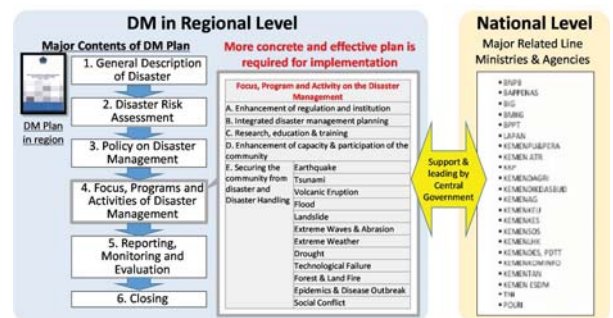 DM in Regional Level
Major Contents of DM Plan
DM Plan
in region
1. General Description
of Disaster
2. Disaster Risk
Assessment
3. Policy on Disaster
Management
4. Focus, Programs and
Activities of Disaster
Management
5. Reporting,
Monitoring and
Evaluation
6. Closing
More concrete and effective plan is
required for implementation
Focus, Program and Activity on the Disaster
Management
A. Enhancement of regulation and institution
B. Integrated disaster management planning
C. Research, education & training
D. Enhancement of capacity & participation of the
community
E. Securing the
community from
disaster and
Disaster Handling
Earthquake
Tsunami
Volcanic Eruption
Flood
Landslide
Extreme Waves & Abrasion
Extreme Weather
Drought
Technological Failure
Forest & Land Fire
Epidemics & Disease Outbreak
Social Conflict
Support &
leading by
Central
Government
National Level
Major Related Line
Ministries & Agencies
• BNPB
• BAPPENAS
• BIG
• BMKG
• BPPT
• LAPAN
• KEMENPU&PERA
• KEMEN ATR
• KKP
• KEMENDAGRI
• KEMENDIKDASBUD
• KEMENAG
• KEMENKEU
• KEMENKES
• KEMENSOS
• KEMENLHK
• KEMENDES, PDTT
• KEMENKOMINFO
• KEMENTAN
• KEMEN ESDM
• TNI
• POLRI